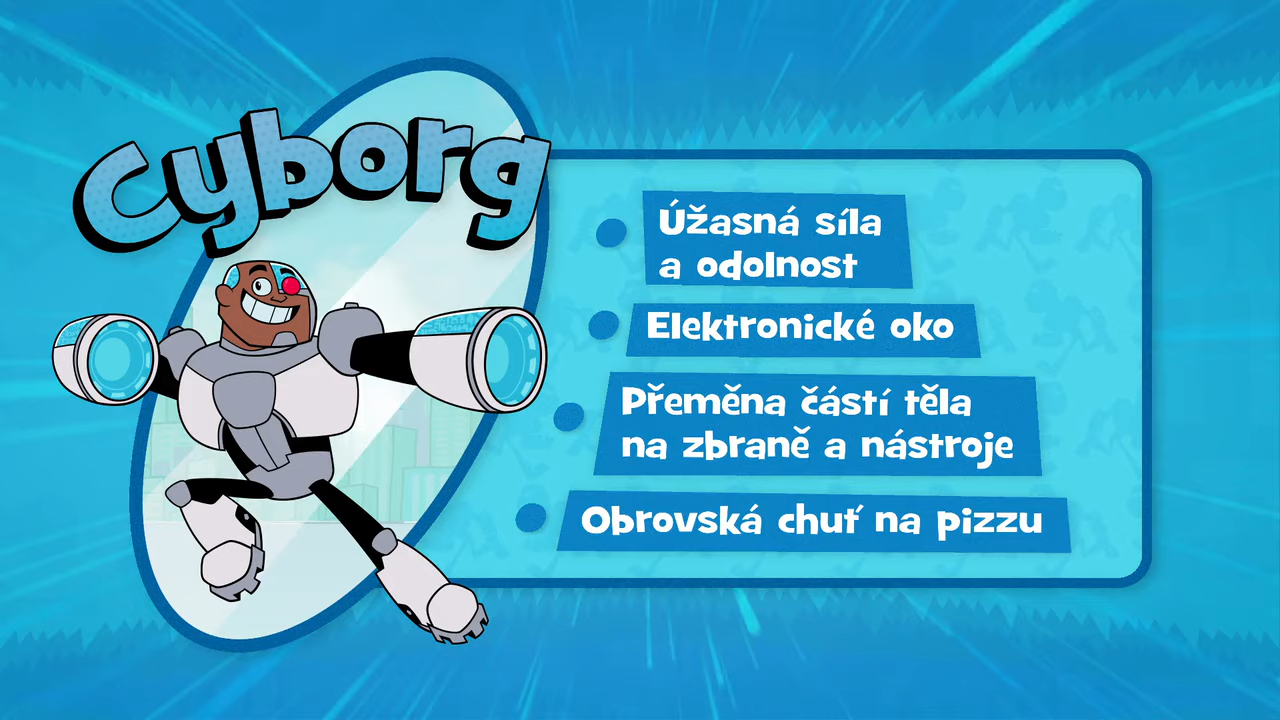 Cyborg
Úžasná síla
a odolnost
Elektronické oko
Přeměna částí těla
na zbraně a nástroje
Obrovská chuť na pizzu